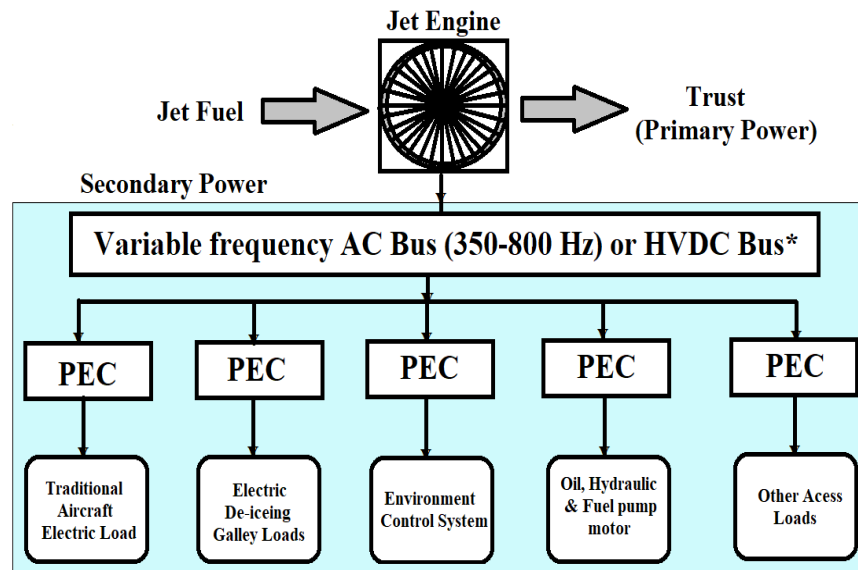 Jet Engine
Jet Fuel
Trust
(Primary Power)
Secondary Power
Variable frequency AC Bus (350-800 Hz) or HVDC Bus*
PEC
PEC
PEC
PEC
PEC
Traditional
Aircraft
Electric Load
Electric
De-iceing
Galley Loads
Environment
Control System
Oil, Hydraulic
& Fuel pump
motor
Other Acess
Loads